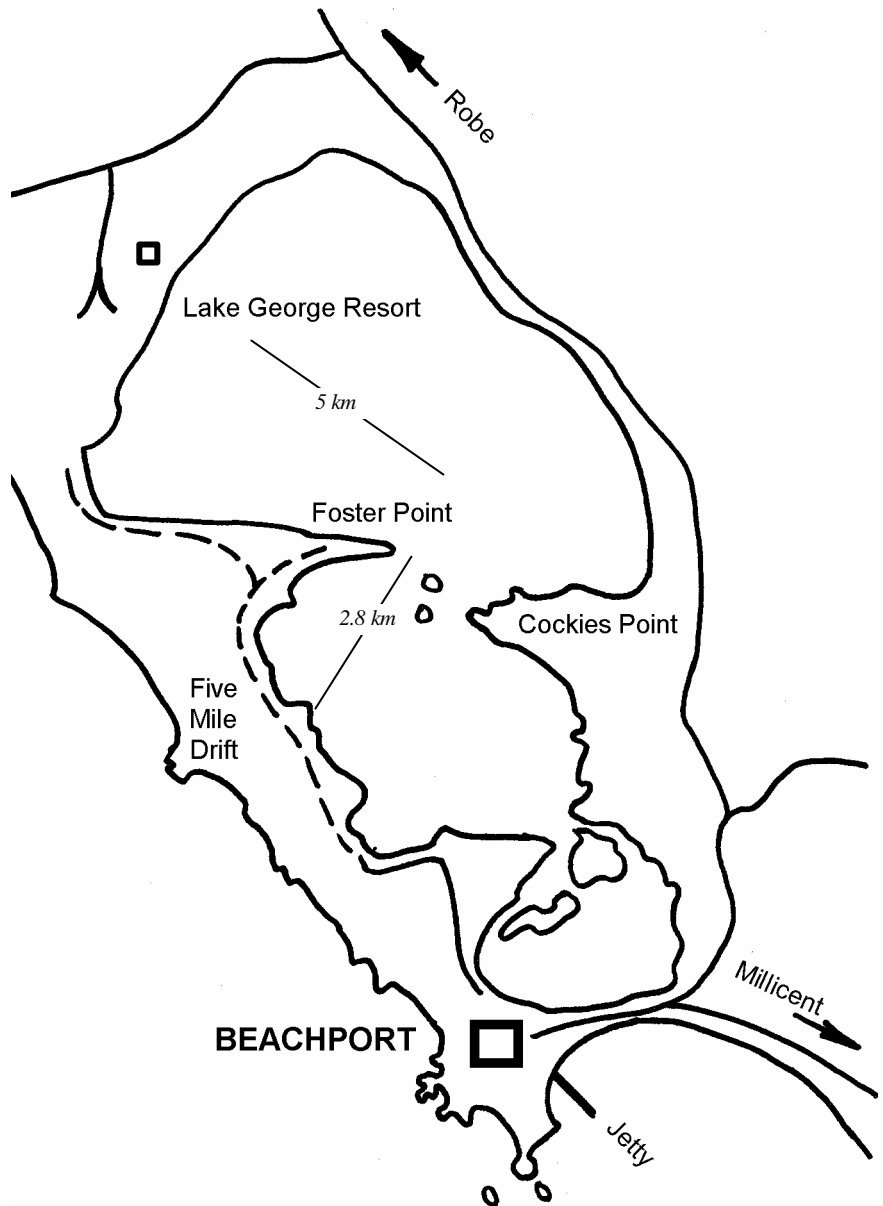 Robe
Lake George Resort
5 km
Foster Point
2.8 km
Cockies Point
Five
Mile
Drift
Millicent
BEACHPORT
Jetty